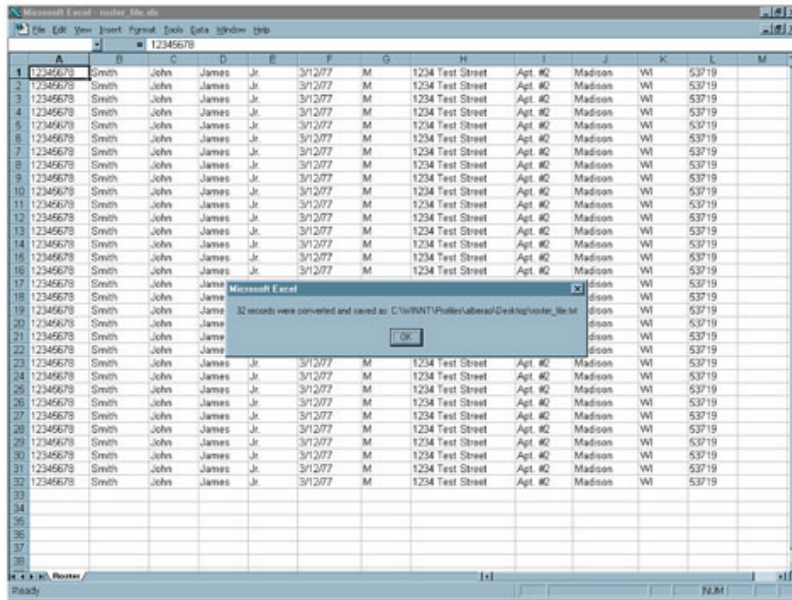 Microsoft Excel - roster_file.xls
File Edit View Insert Format Tools Data Window Help
= 12345678
A B C D E F G H I J K L M
1 12345678 Smith John James Jr. 3/12/77 M 1234 Test Street Apt. #2 Madison WI 53719
2 12345678 Smith John James Jr. 3/12/77 M 1234 Test Street Apt. #2 Madison WI 53719
3 12345678 Smith John James Jr. 3/12/77 M 1234 Test Street Apt. #2 Madison WI 53719
4 12345678 Smith John James Jr. 3/12/77 M 1234 Test Street Apt. #2 Madison WI 53719
5 12345678 Smith John James Jr. 3/12/77 M 1234 Test Street Apt. #2 Madison WI 53719
6 12345678 Smith John James Jr. 3/12/77 M 1234 Test Street Apt. #2 Madison WI 53719
7 12345678 Smith John James Jr. 3/12/77 M 1234 Test Street Apt. #2 Madison WI 53719
8 12345678 Smith John James Jr. 3/12/77 M 1234 Test Street Apt. #2 Madison WI 53719
9 12345678 Smith John James Jr. 3/12/77 M 1234 Test Street Apt. #2 Madison WI 53719
10 12345678 Smith John James Jr. 3/12/77 M 1234 Test Street Apt. #2 Madison WI 53719
11 12345678 Smith John James Jr. 3/12/77 M 1234 Test Street Apt. #2 Madison WI 53719
12 12345678 Smith John James Jr. 3/12/77 M 1234 Test Street Apt. #2 Madison WI 53719
13 12345678 Smith John James Jr. 3/12/77 M 1234 Test Street Apt. #2 Madison WI 53719
14 12345678 Smith John James Jr. 3/12/77 M 1234 Test Street Apt. #2 Madison WI 53719
15 12345678 Smith John James Jr. 3/12/77 M 1234 Test Street Apt. #2 Madison WI 53719
16 12345678 Smith John James Jr. 3/12/77 M 1234 Test Street Apt. #2 Madison WI 53719
17 12345678 Smith John Jame dison WI 53719
18 12345678 Smith John Jame dison WI 53719
19 12345678 Smith John Jame dison WI 53719
20 12345678 Smith John Jame dison WI 53719
21 12345678 Smith John Jame dison WI 53719
22 12345678 Smith John Jame dison WI 53719
Microsoft Excel
32 records were converted and saved as: C:\WINNT\Profiles\alberad\Desktop\roster_file.txt
OK
23 12345678 Smith John James Jr. 3/12/77 M 1234 Test Street Apt. #2 Madison WI 53719
24 12345678 Smith John James Jr. 3/12/77 M 1234 Test Street Apt. #2 Madison WI 53719
25 12345678 Smith John James Jr. 3/12/77 M 1234 Test Street Apt. #2 Madison WI 53719
26 12345678 Smith John James Jr. 3/12/77 M 1234 Test Street Apt. #2 Madison WI 53719
27 12345678 Smith John James Jr. 3/12/77 M 1234 Test Street Apt. #2 Madison WI 53719
28 12345678 Smith John James Jr. 3/12/77 M 1234 Test Street Apt. #2 Madison WI 53719
29 12345678 Smith John James Jr. 3/12/77 M 1234 Test Street Apt. #2 Madison WI 53719
30 12345678 Smith John James Jr. 3/12/77 M 1234 Test Street Apt. #2 Madison WI 53719
31 12345678 Smith John James Jr. 3/12/77 M 1234 Test Street Apt. #2 Madison WI 53719
32 12345678 Smith John James Jr. 3/12/77 M 1234 Test Street Apt. #2 Madison WI 53719
33
34
35
36
37
38
Roster
Ready NUM